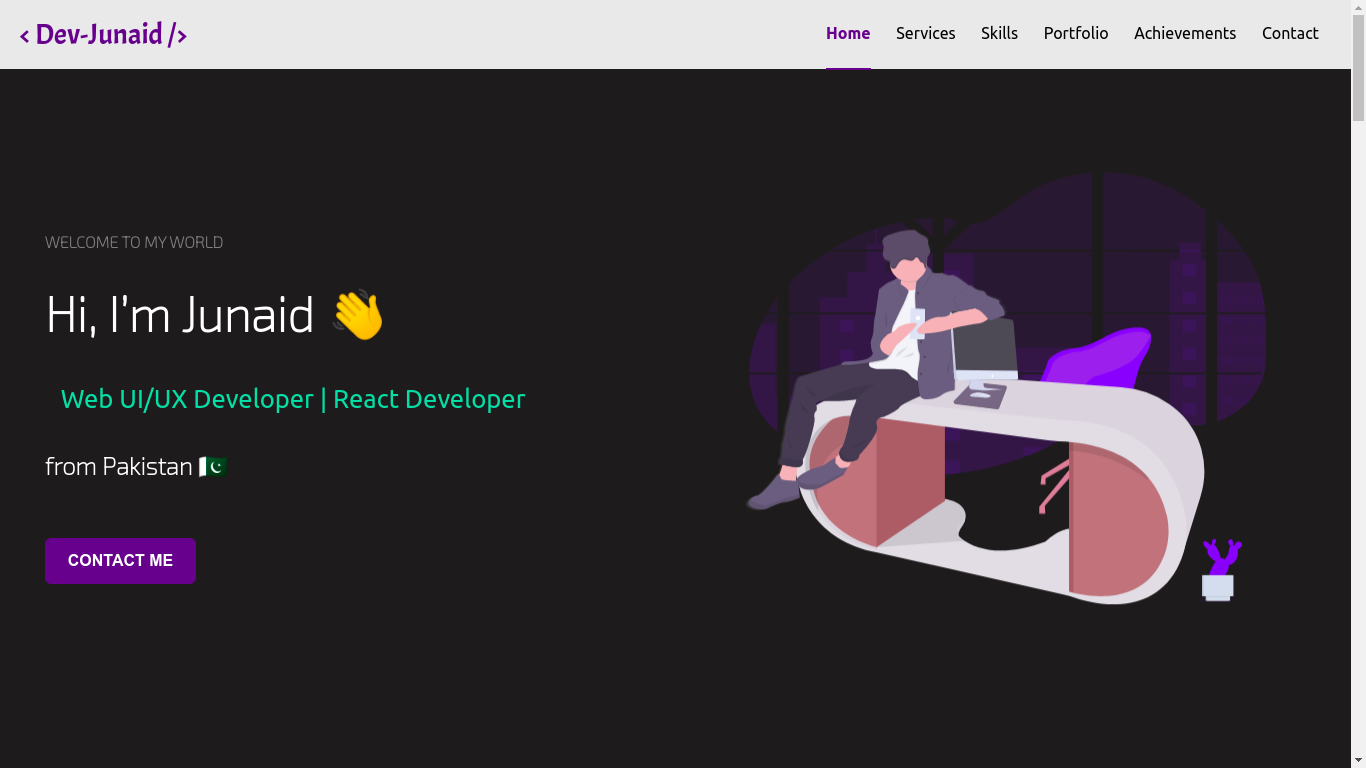 < Dev-Junaid />
Home Services Skills Portfolio Achievements Contact
WELCOME TO MY WORLD
Hi, I'm Junaid 👋
Web UI/UX Developer | React Developer
from Pakistan 🇵🇰
CONTACT ME